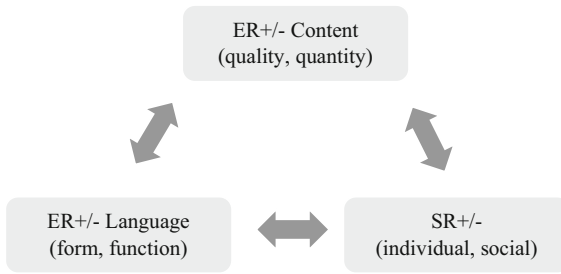 ER+/- Content
(quality, quantity)
ER+/- Language
(form, function)
SR+/-
(individual, social)